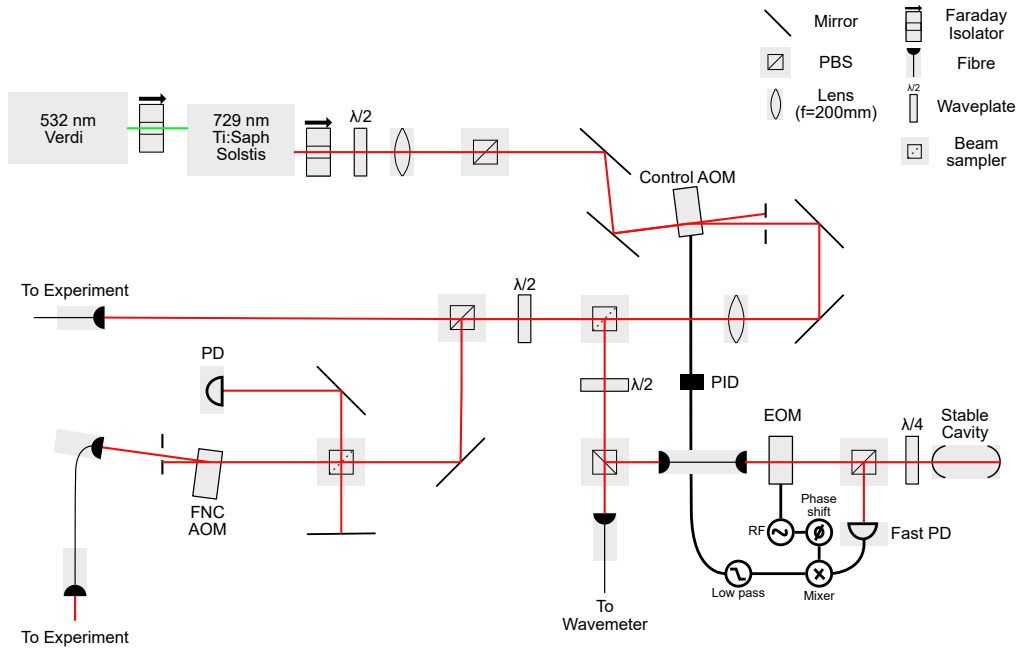 Mirror
Faraday
Isolator
PBS
Fibre
Lens
(f=200mm)
λ/2
Waveplate
Beam
sampler
532 nm
Verdi
729 nm
Ti:Saph
Solstis
λ/2
Control AOM
To Experiment
λ/2
PD
λ/2
PID
EOM
λ/4
Stable
Cavity
FNC
AOM
Phase
shift
RF
Fast PD
Low pass
Mixer
To
Wavemeter
To Experiment